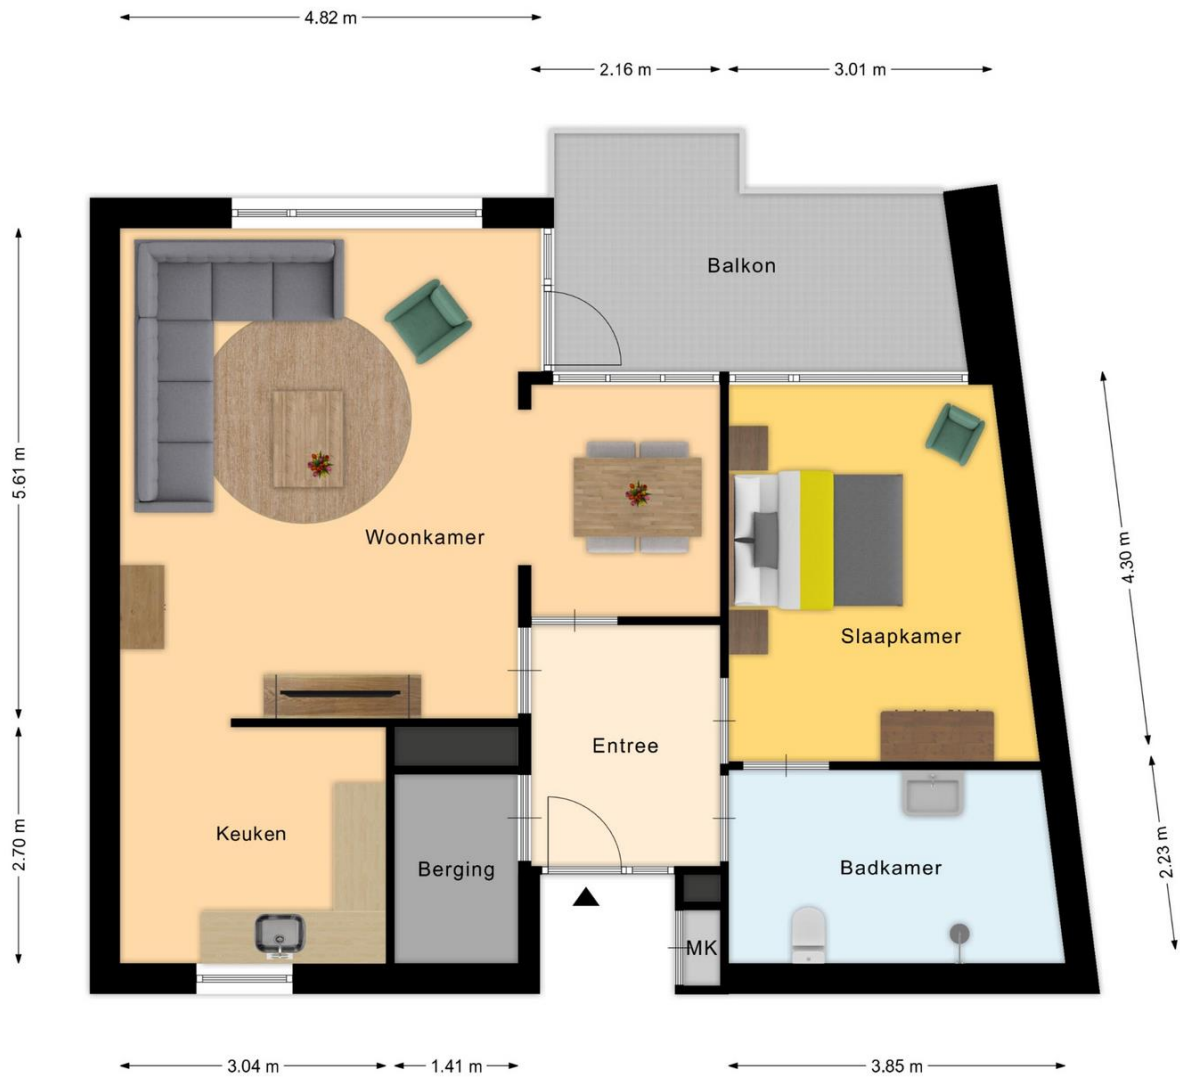 4.82 m
2.16 m
3.01 m
Balkon
5.61 m
Woonkamer
4.30 m
Slaapkamer
Entree
Keuken
2.70 m
Berging
Badkamer
2.23 m
MK
3.04 m
1.41 m
3.85 m